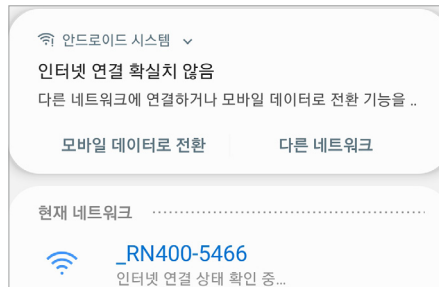 안드로이드 시스템
인터넷 연결 확실치 않음
다른 네트워크에 연결하거나 모바일 데이터로 전환 기능을 ..
모바일 데이터로 전환 다른 네트워크
현재 네트워크
_RN400-5466
인터넷 연결 상태 확인 중...